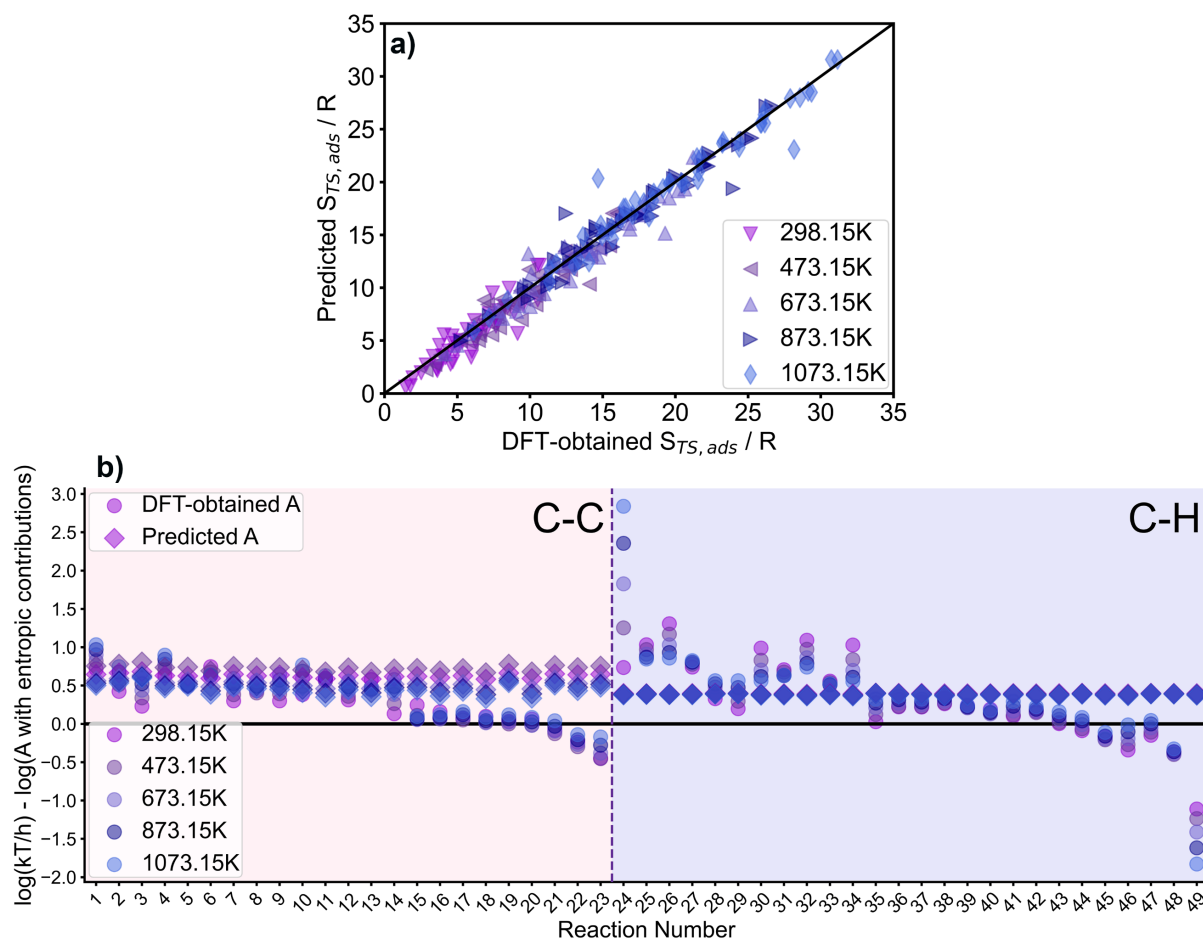 a)
35
30
25
20
15
10
5
0
Predicted S_TS, ads / R
298.15K
473.15K
673.15K
873.15K
1073.15K
0 5 10 15 20 25 30 35
DFT-obtained S_TS, ads / R
b)
log(kT/h) - log(A with entropic contributions)
3.0
2.5
2.0
1.5
1.0
0.5
0.0
−0.5
−1.0
−1.5
−2.0
DFT-obtained A
Predicted A
C-C
C-H
298.15K
473.15K
673.15K
873.15K
1073.15K
1 2 3 4 5 6 7 8 9 10 11 12 13 14 15 16 17 18 19 20 21 22 23 24 25 26 27 28 29 30 31 32 33 34 35 36 37 38 39 40 41 42 43 44 45 46 47 48 49
Reaction Number